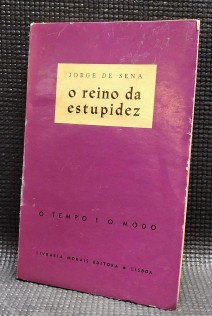 JORGE DE SENA
o reino da
estupidez
O TEMPO E O MODO
LIVRARIA MORAIS EDITORA ■ LISBOA